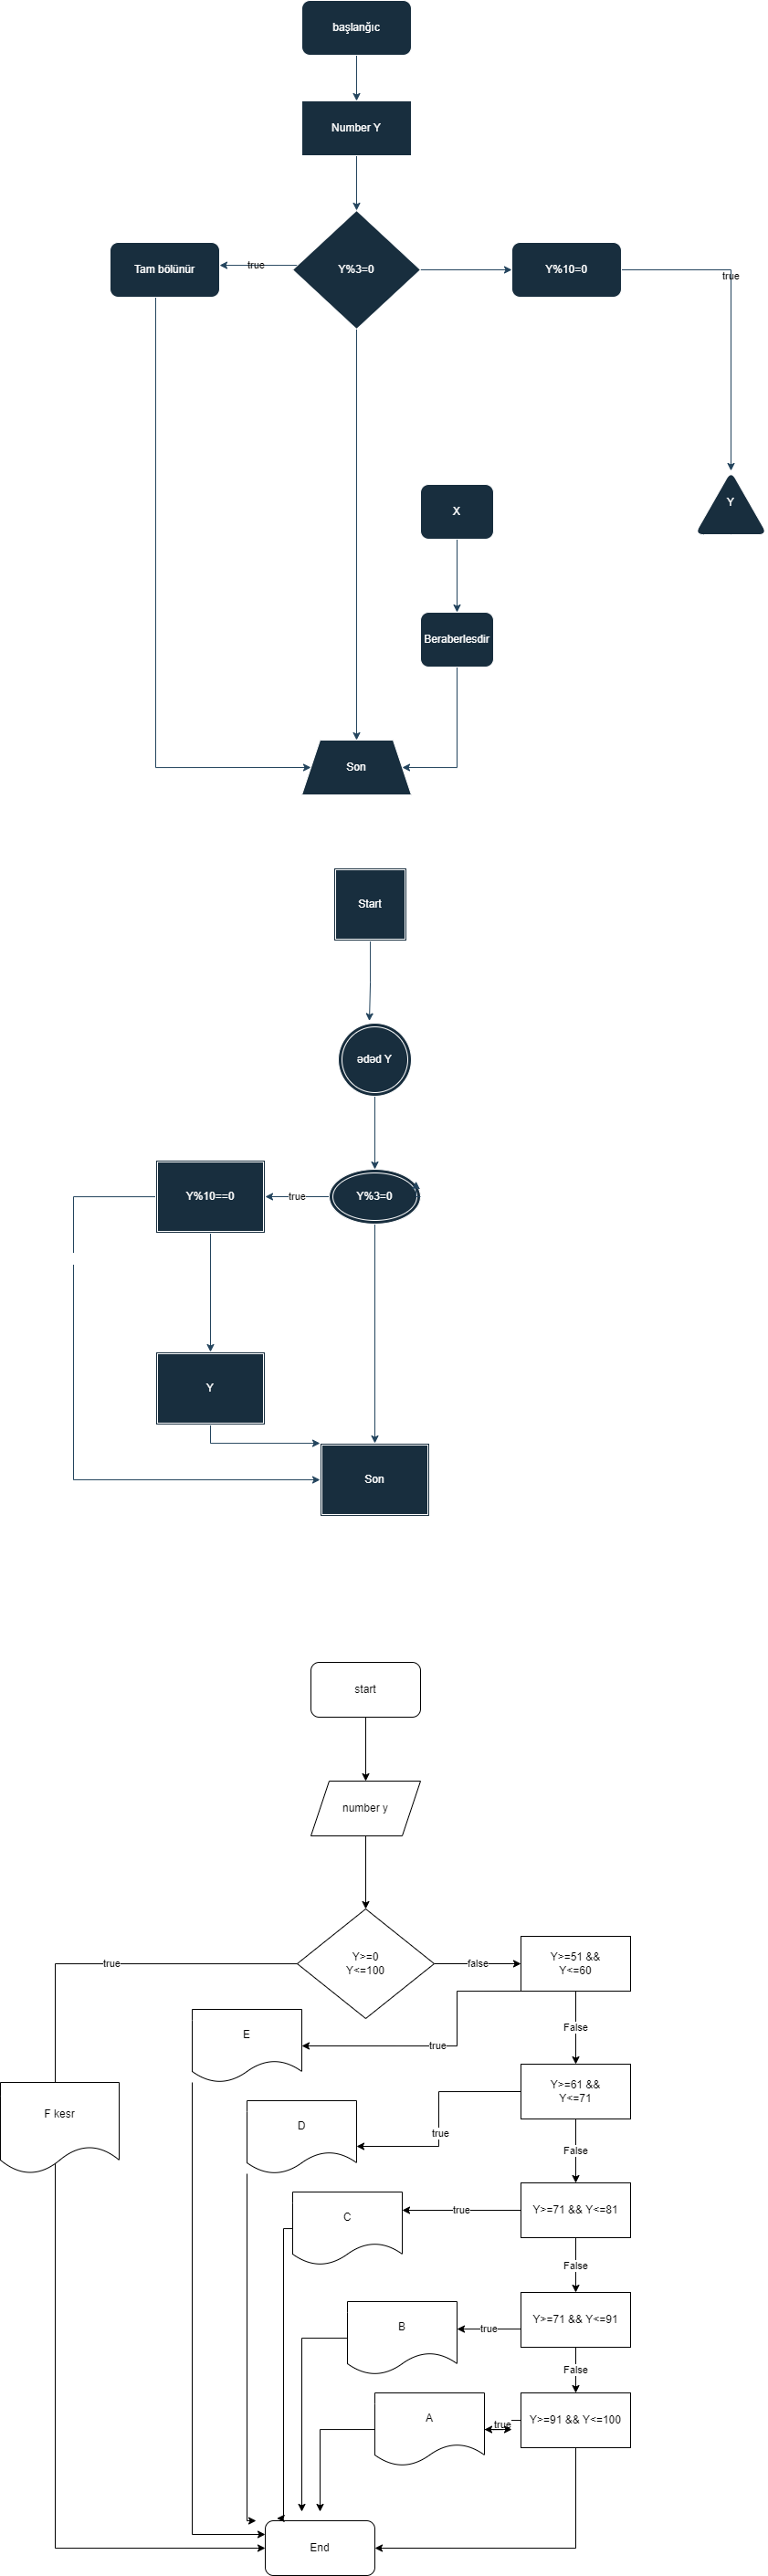 başlanğıc
Number Y
Tam bölünür
true
Y%3=0
Y%10=0
true
Y
X
Beraberlesdir
Son
Start
ədəd Y
Y%10==0
true
Y%3=0
Y
Son
start
number y
true
Y>=0
Y<=100
false
Y>=51 &&
Y<=60
E
true
False
F kesr
D
true
Y>=61 &&
Y<=71
False
C
true
Y>=71 && Y<=81
False
B
true
Y>=71 && Y<=91
False
A
true
Y>=91 && Y<=100
End